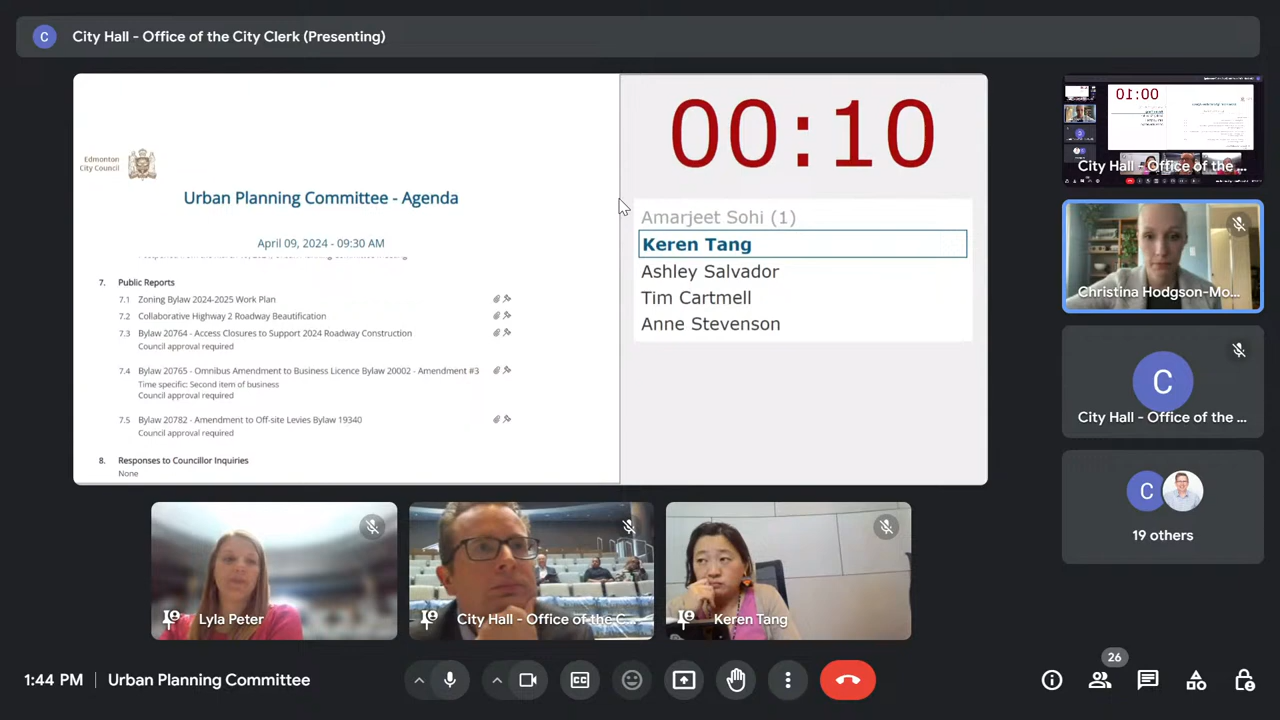 C
City Hall - Office of the City Clerk (Presenting)
Edmonton
City Council
Urban Planning Committee - Agenda
April 09, 2024 - 09:30 AM
7. Public Reports
7.1 Zoning Bylaw 2024-2025 Work Plan
7.2 Collaborative Highway 2 Roadway Beautification
7.3 Bylaw 20764 - Access Closures to Support 2024 Roadway Construction
Council approval required
7.4 Bylaw 20765 - Omnibus Amendment to Business Licence Bylaw 20002 - Amendment #3
Time specific: Second item of business
Council approval required
7.5 Bylaw 20782 - Amendment to Off-site Levies Bylaw 19340
Council approval required
8. Responses to Councillor Inquiries
None
00:10
Amarjeet Sohi (1)
Keren Tang
Ashley Salvador
Tim Cartmell
Anne Stevenson
00:10
City Hall - Office of the ...
Christina Hodgson-Mo...
C
City Hall - Office of the ...
C
19 others
Lyla Peter
City Hall - Office of the C...
Keren Tang
1:44 PM | Urban Planning Committee
CC
26